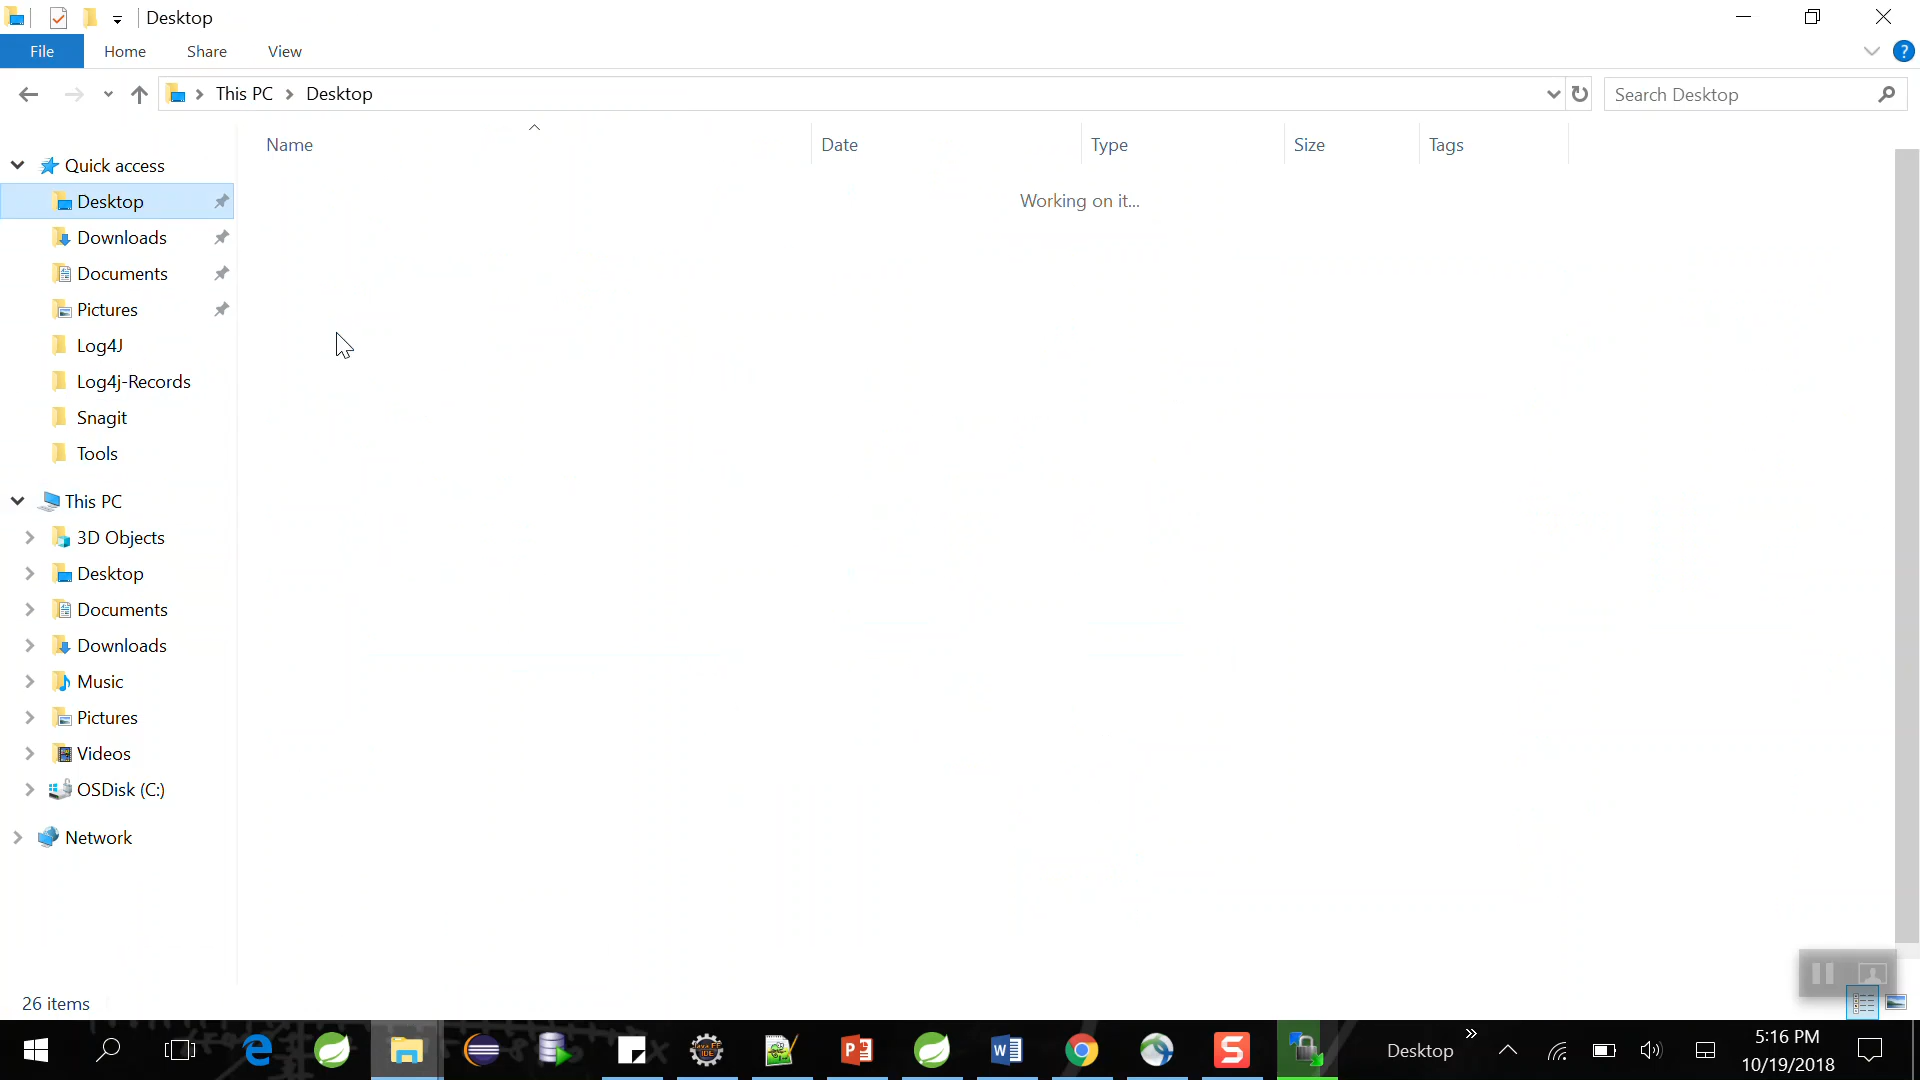 Desktop
File Home Share View
?
This PC Desktop
Search Desktop
Name Date Type Size Tags
Working on it...
Quick access
Desktop
Downloads
Documents
Pictures
Log4J
Log4j-Records
Snagit
Tools
This PC
3D Objects
Desktop
Documents
Downloads
Music
Pictures
Videos
OSDisk (C:)
Network
26 items
Desktop
5:16 PM
10/19/2018